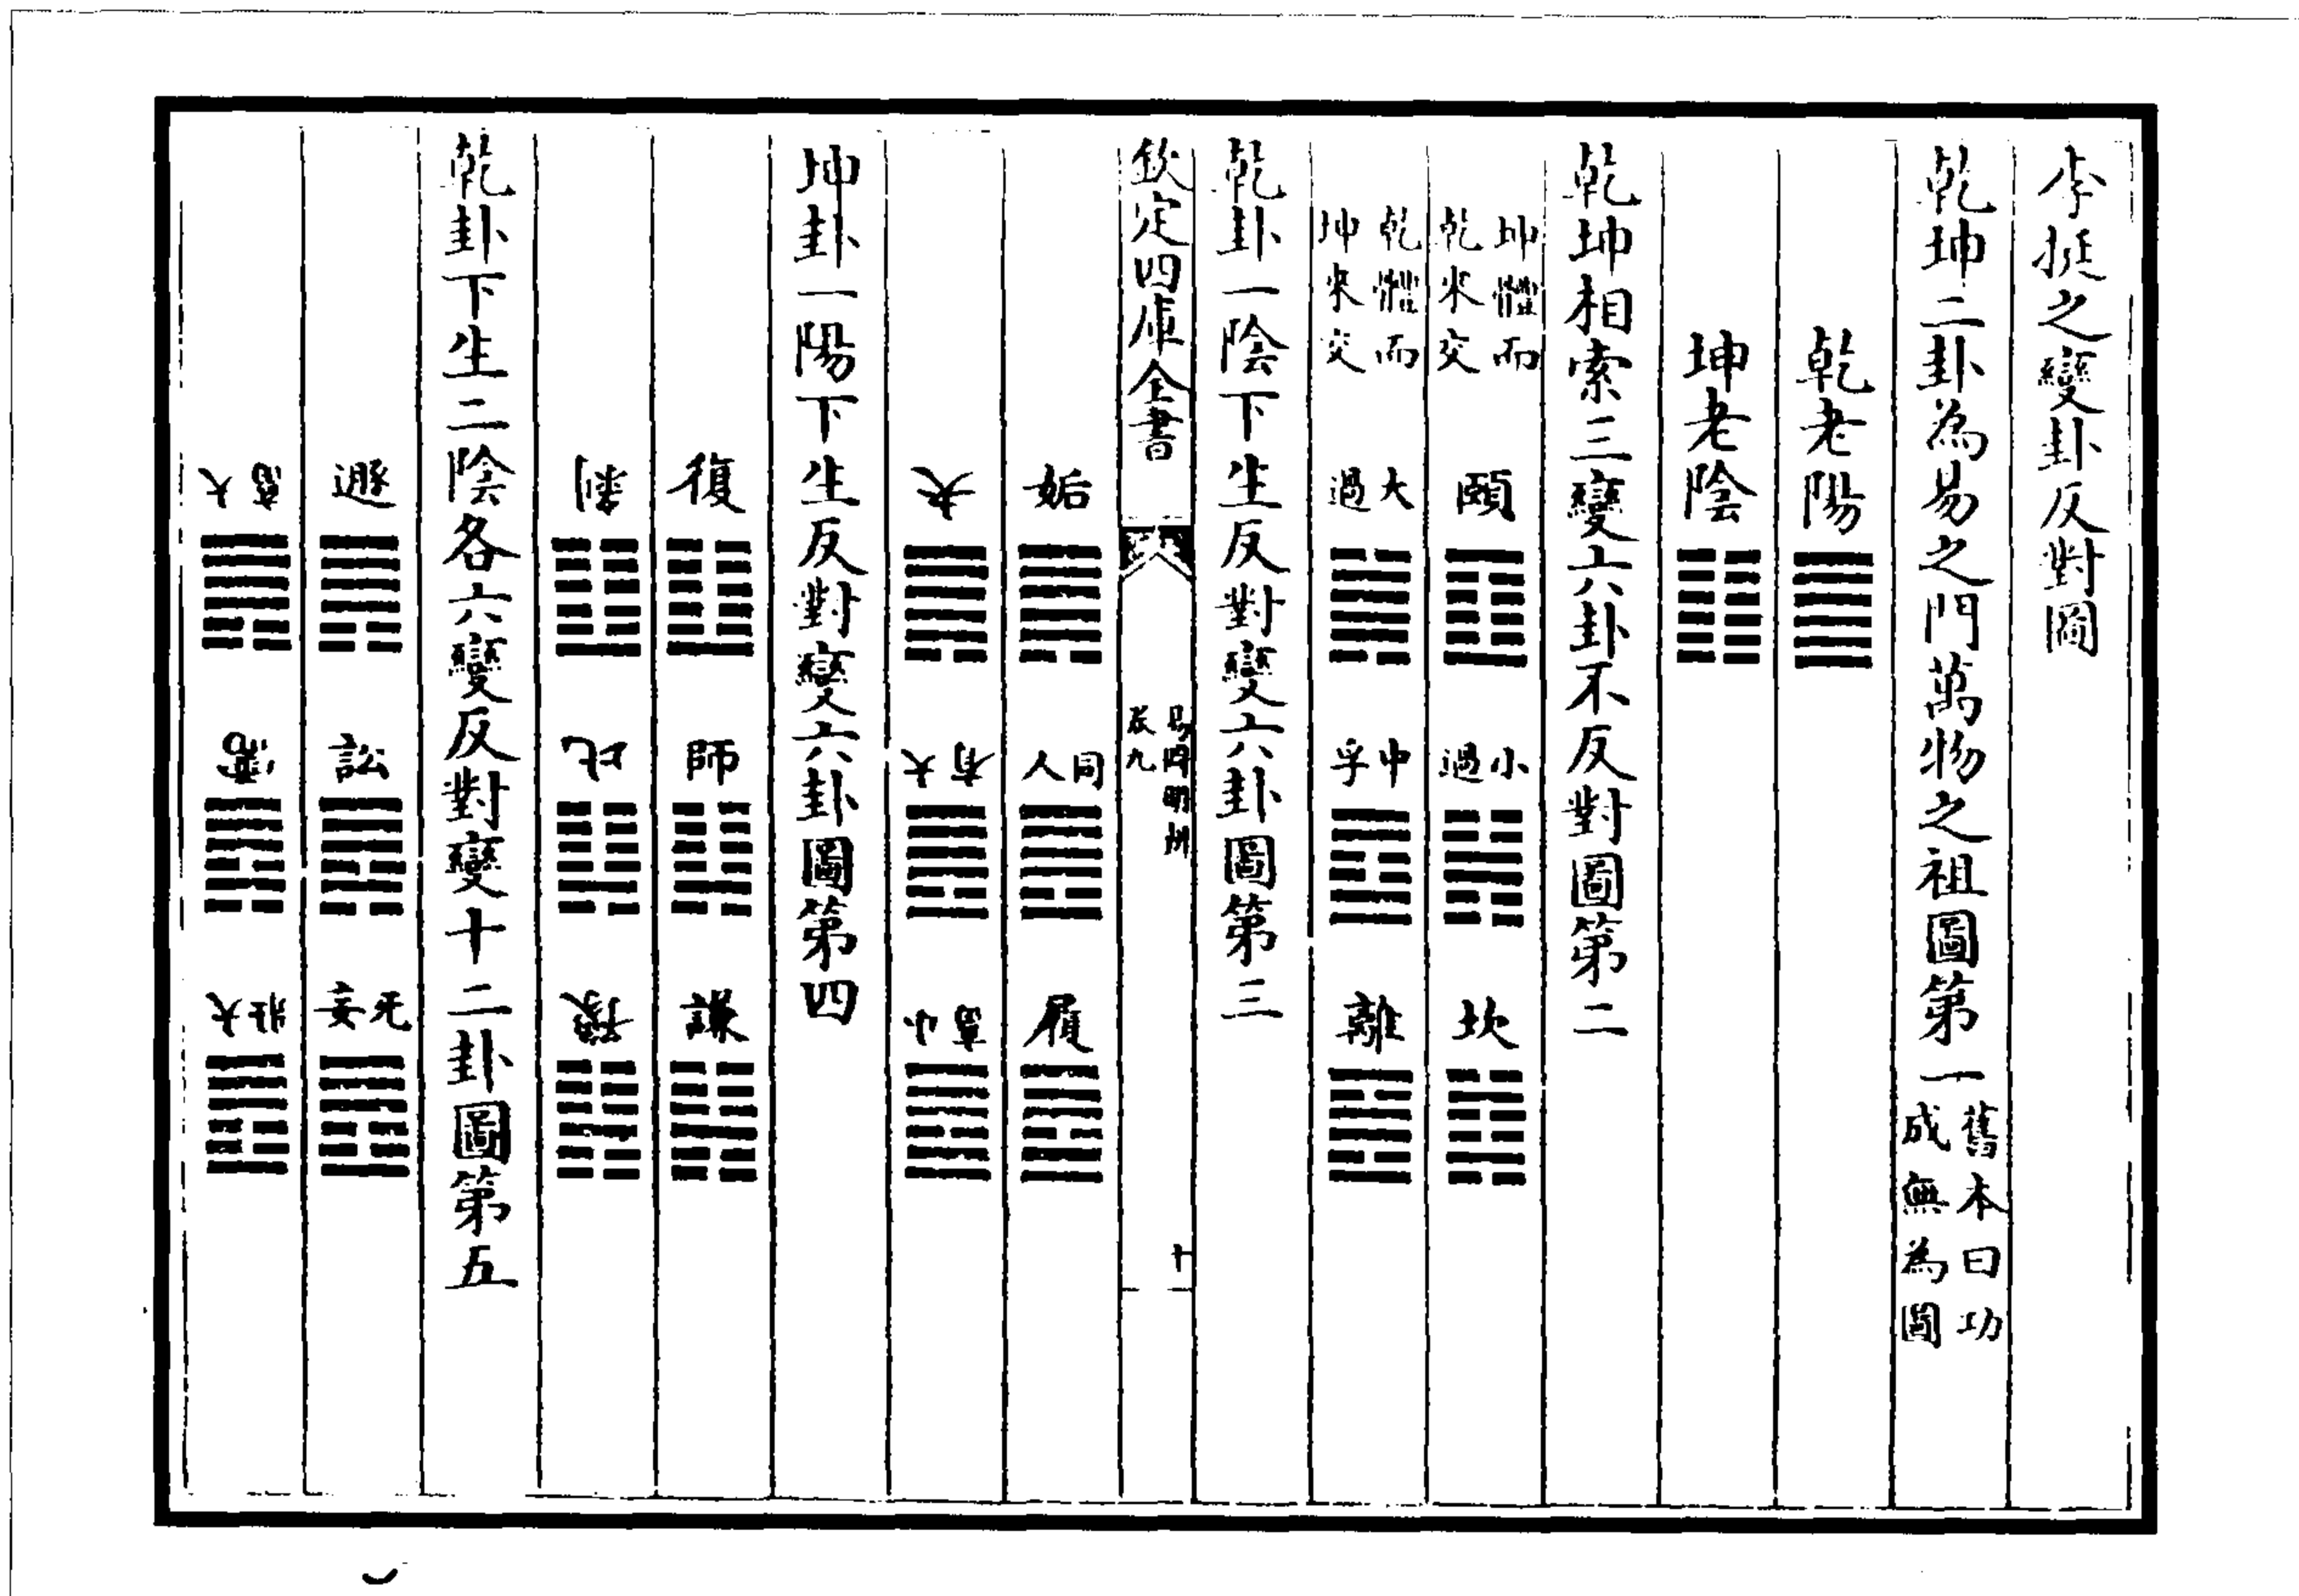 李挺之變卦反對圖
乾坤二卦為易之門萬物之祖圖第一舊本曰功成無為圖
乾老陽
坤老陰
乾坤相索三變六卦不反對圖第二
坤體而乾來交 頤 小過 坎
乾體而坤來交 大過 中孚 離
乾卦一陰下生反對變六卦圖第三
欽定四庫全書 易圖明辨 卷九 十
姤 同人 履
夬 大有 小畜
坤卦一陽下生反對變六卦圖第四
復 師 謙
剝 比 豫
乾卦下生二陰各六變反對變十二卦圖第五
遯 訟 无妄
大畜 需 大壯